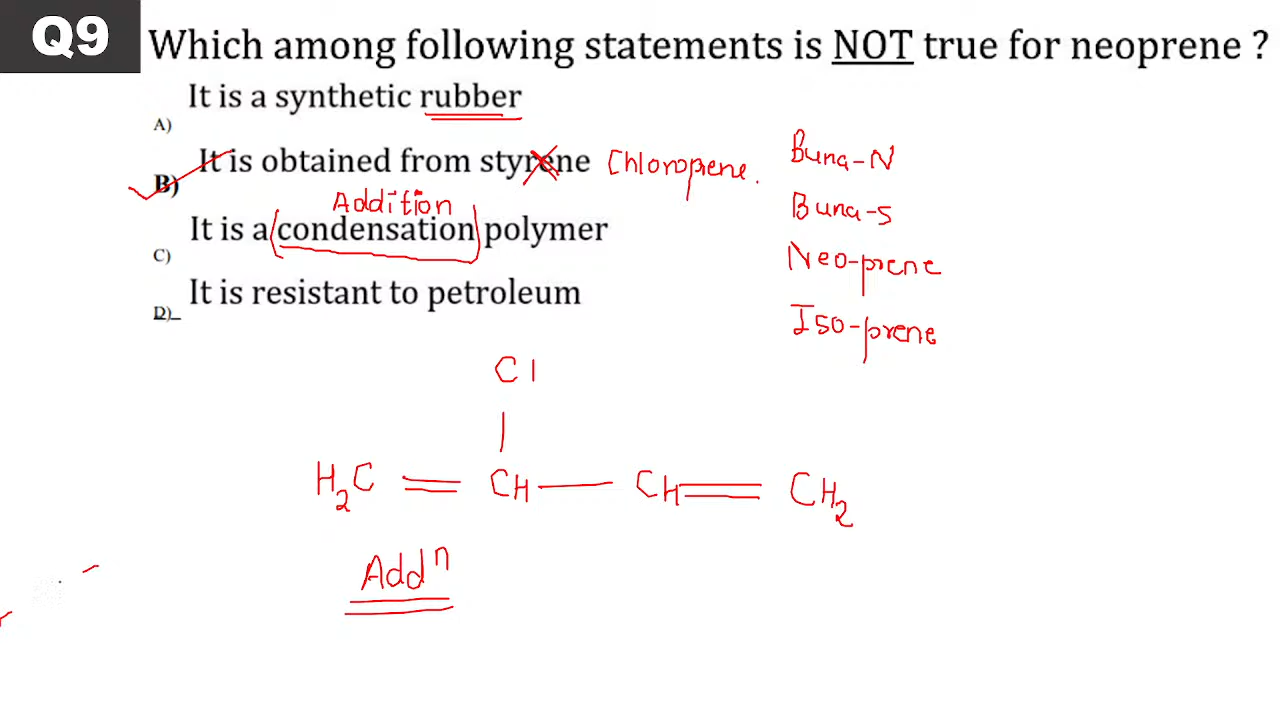 Q9
Which among following statements is NOT true for neoprene ?
A) It is a synthetic rubber
B) It is obtained from styrene Chloroprene.
Addition
C) It is a condensation polymer
D) It is resistant to petroleum
Buna-N
Buna-S
Neo-prene
Iso-prene
Cl
H2C = CH — CH = CH2
Addn